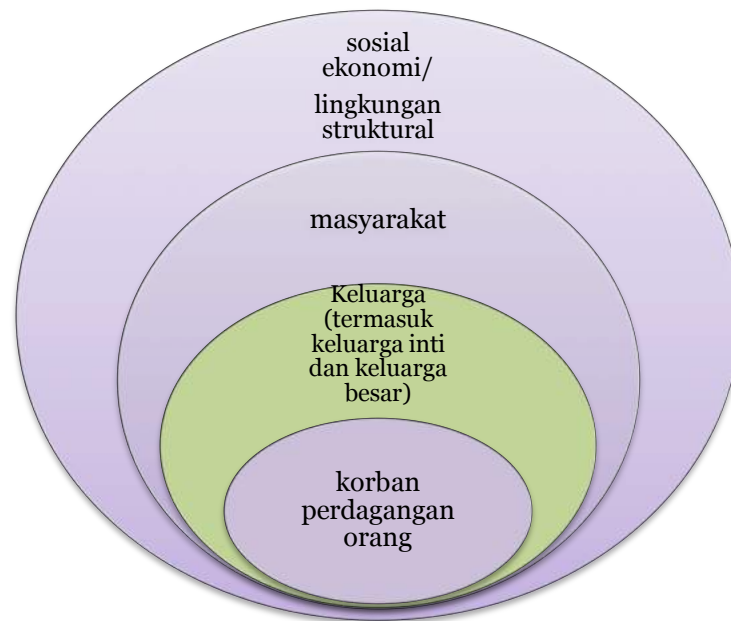 sosial
ekonomi/
lingkungan
struktural
masyarakat
Keluarga
(termasuk
keluarga inti
dan keluarga
besar)
korban
perdagangan
orang